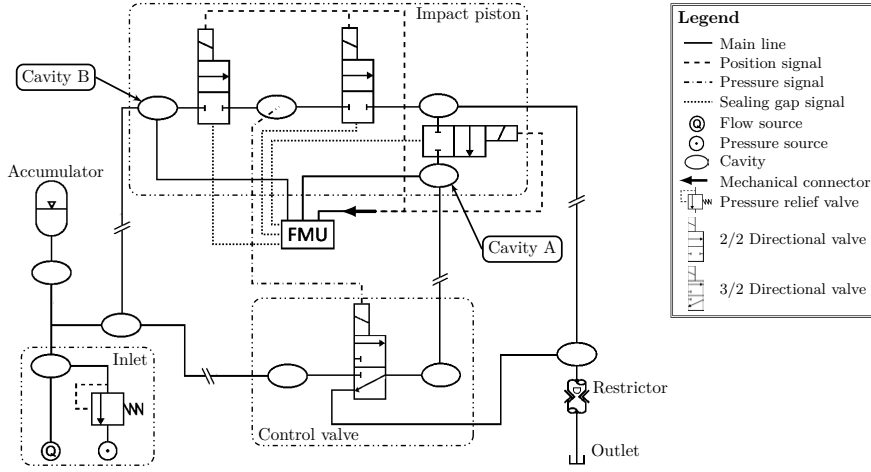 Impact piston
Cavity B
Accumulator
FMU
Cavity A
Inlet
Q
Control valve
D
Restrictor
Outlet
Legend
Main line
Position signal
Pressure signal
Sealing gap signal
Q
Flow source
Pressure source
Cavity
Mechanical connector
Pressure relief valve
2/2 Directional valve
3/2 Directional valve